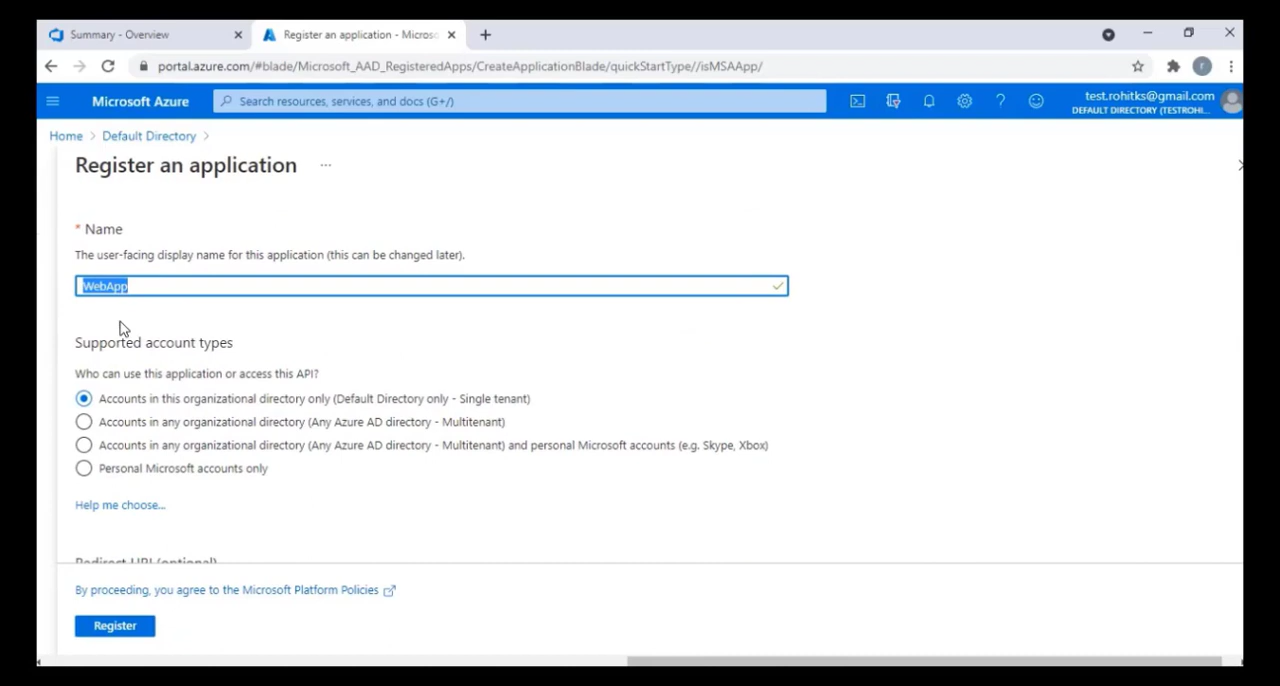 Summary - Overview
Register an application - Microso
portal.azure.com/#blade/Microsoft_AAD_RegisteredApps/CreateApplicationBlade/quickStartType//isMSAApp/
r
Microsoft Azure
Search resources, services, and docs (G+/)
test.rohitks@gmail.com
DEFAULT DIRECTORY (TESTROHI...
Home > Default Directory >
Register an application ...
* Name
The user-facing display name for this application (this can be changed later).
WebApp
Supported account types
Who can use this application or access this API?
Accounts in this organizational directory only (Default Directory only - Single tenant)
Accounts in any organizational directory (Any Azure AD directory - Multitenant)
Accounts in any organizational directory (Any Azure AD directory - Multitenant) and personal Microsoft accounts (e.g. Skype, Xbox)
Personal Microsoft accounts only
Help me choose...
Redirect URI (optional)
By proceeding, you agree to the Microsoft Platform Policies
Register